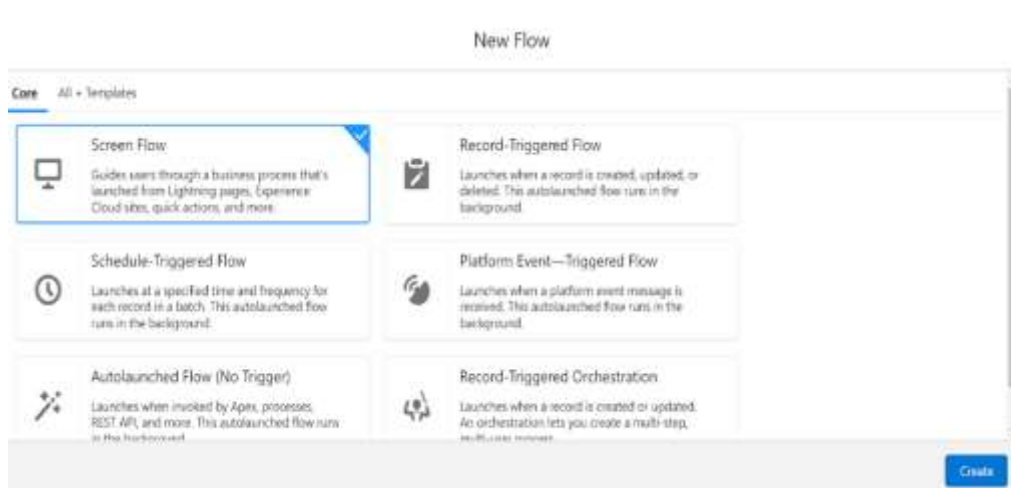 New Flow
Core All + Templates
Screen Flow
Guides users through a business process that's
launched from Lightning pages, Experience
Cloud sites, quick actions, and more.
Record-Triggered Flow
Launches when a record is created, updated, or
deleted. This autolaunched flow runs in the
background.
Schedule-Triggered Flow
Launches at a specified time and frequency for
each record in a batch. This autolaunched flow
runs in the background.
Platform Event—Triggered Flow
Launches when a platform event message is
received. This autolaunched flow runs in the
background.
Autolaunched Flow (No Trigger)
Launches when invoked by Apex, processes,
REST API, and more. This autolaunched flow runs
in the background.
Record-Triggered Orchestration
Launches when a record is created or updated.
An orchestration lets you create a multi-step,
multi-user process
Create